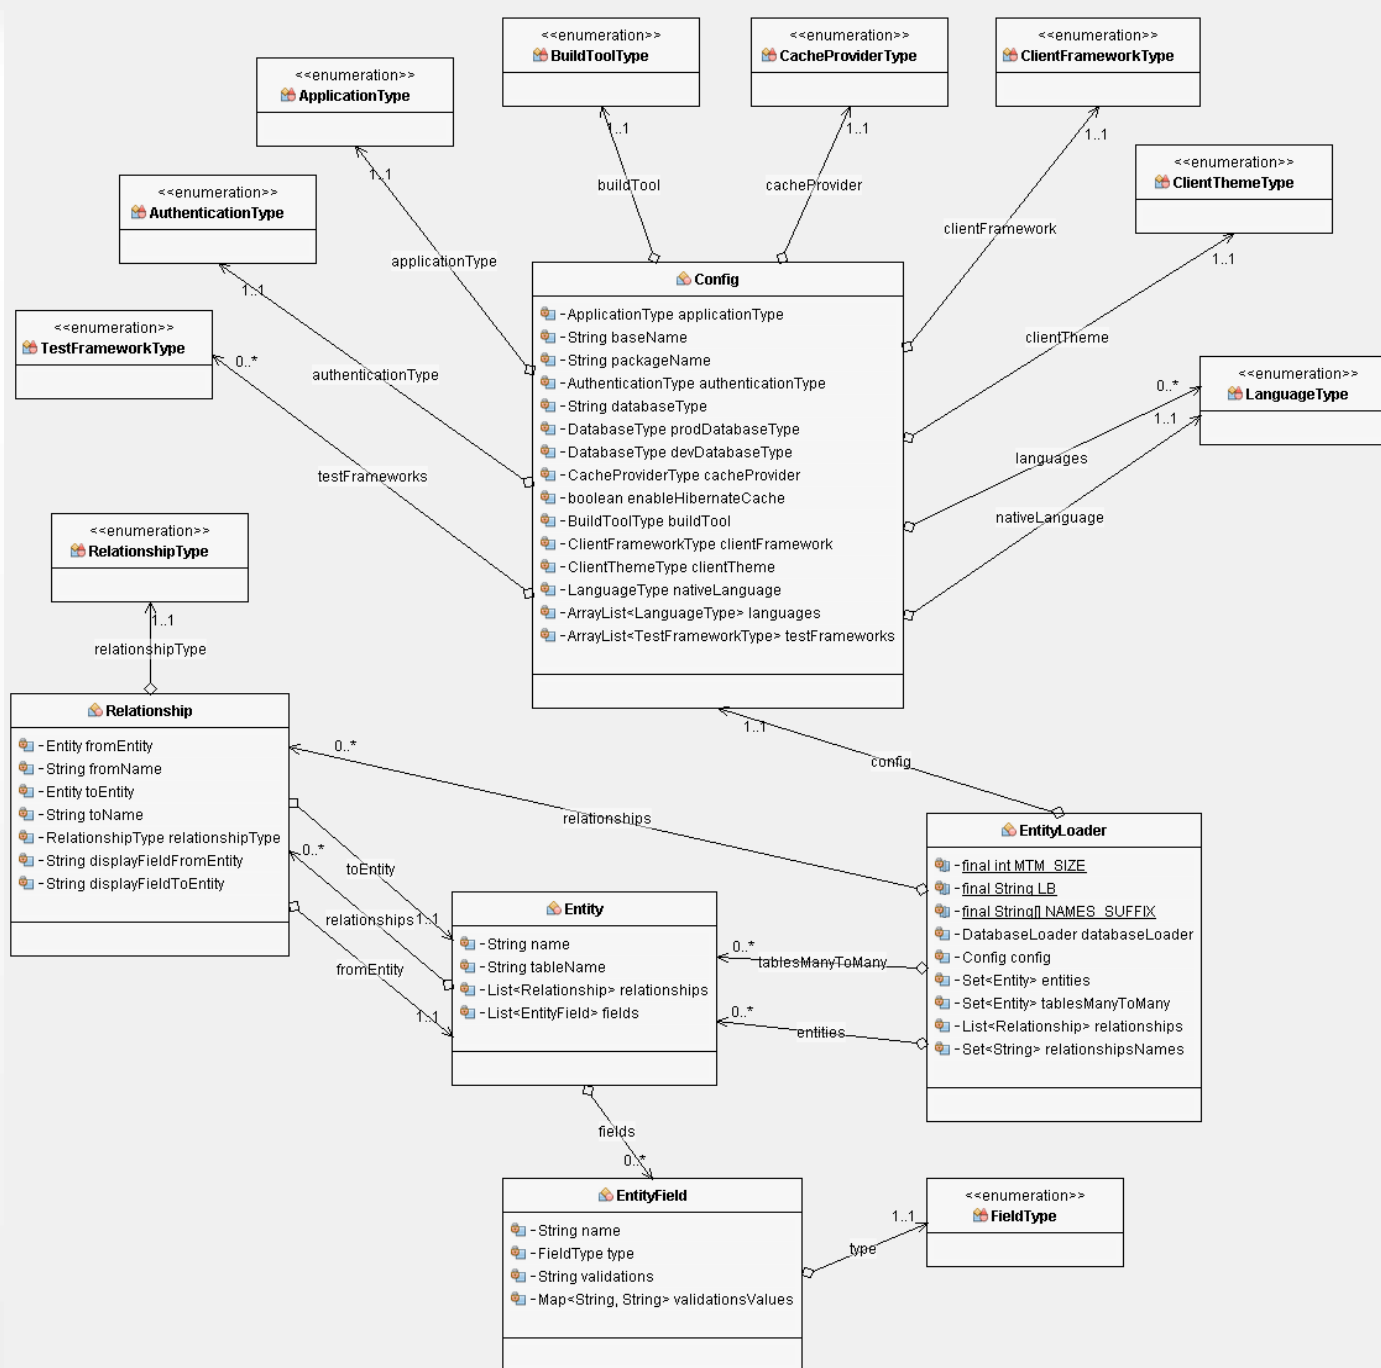 <<enumeration>>
BuildToolType
<<enumeration>>
CacheProviderType
<<enumeration>>
ClientFrameworkType
<<enumeration>>
ApplicationType
1..1
1..1
1..1
<<enumeration>>
ClientThemeType
1..1
<<enumeration>>
AuthenticationType
buildTool
cacheProvider
clientFramework
applicationType
1..1
1..1
<<enumeration>>
TestFrameworkType
0..*
authenticationType
testFrameworks
clientTheme
<<enumeration>>
LanguageType
0..*
1..1
languages
nativeLanguage
Config
-ApplicationType applicationType
-String baseName
-String packageName
-AuthenticationType authenticationType
-String databaseType
-DatabaseType prodDatabaseType
-DatabaseType devDatabaseType
-CacheProviderType cacheProvider
-boolean enableHibernateCache
-BuildToolType buildTool
-ClientFrameworkType clientFramework
-ClientThemeType clientTheme
-LanguageType nativeLanguage
-ArrayList<LanguageType> languages
-ArrayList<TestFrameworkType> testFrameworks
<<enumeration>>
RelationshipType
1..1
relationshipType
Relationship
-Entity fromEntity
-String fromName
-Entity toEntity
-String toName
-RelationshipType relationshipType
-String displayFieldFromEntity
-String displayFieldToEntity
1..1
config
0..*
relationships
EntityLoader
-final int MTM_SIZE
-final String LB
-final String[] NAMES_SUFFIX
-DatabaseLoader databaseLoader
-Config config
-Set<Entity> entities
-Set<Entity> tablesManyToMany
-List<Relationship> relationships
-Set<String> relationshipsNames
0..*
toEntity
relationships
1..1
fromEntity
1..1
Entity
-String name
-String tableName
-List<Relationship> relationships
-List<EntityField> fields
0..*
tablesManyToMany
0..*
entities
fields
0..*
EntityField
-String name
-FieldType type
-String validations
-Map<String, String> validationsValues
1..1
type
<<enumeration>>
FieldType